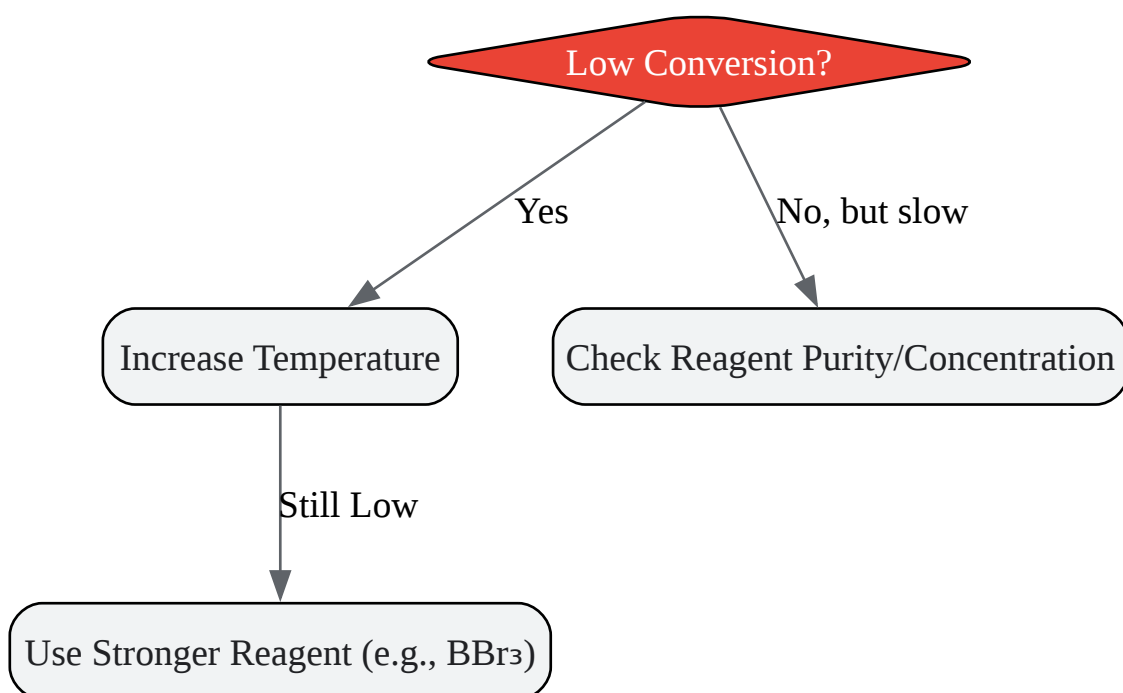 Low Conversion?
Yes
No, but slow
Increase Temperature
Check Reagent Purity/Concentration
Still Low
Use Stronger Reagent (e.g., BBr₃)